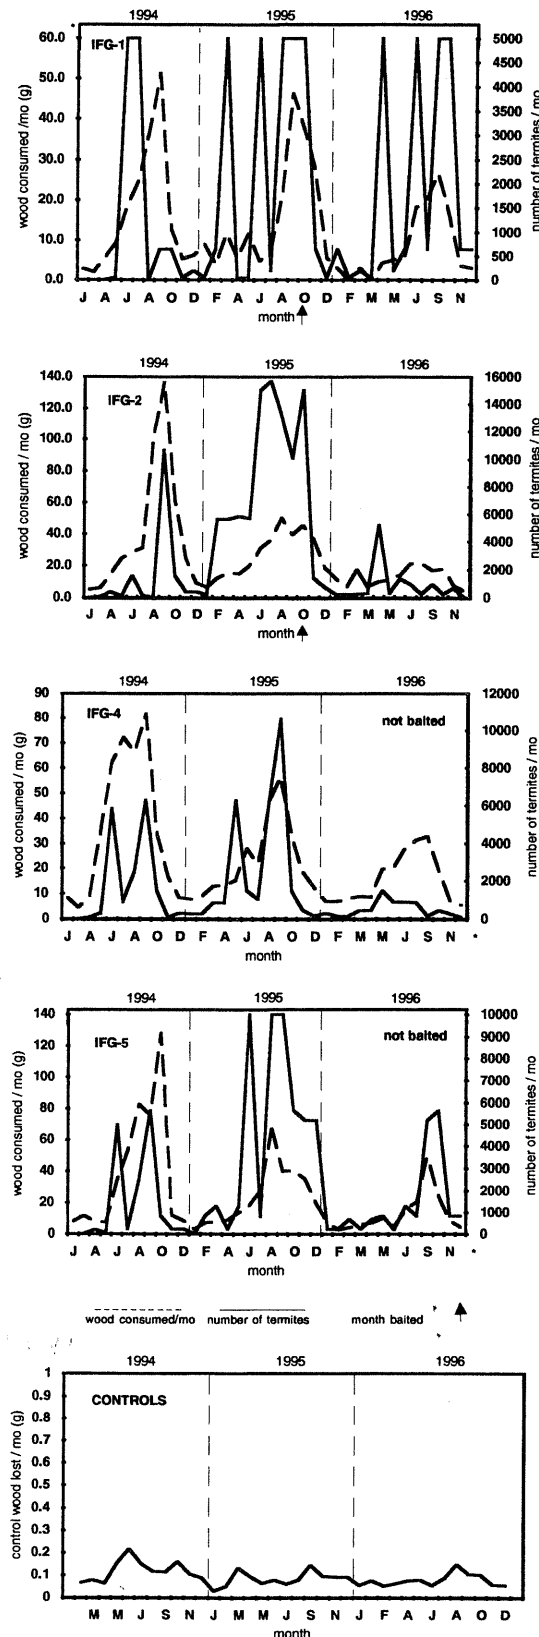 1994 1995 1996
IFG-1
60.0
50.0
40.0
30.0
20.0
10.0
0.0
wood consumed /mo (g)
5000
4500
4000
3500
3000
2500
2000
1500
1000
500
0
number of termites / mo
J A J A O D F A J A O D F M M J S N
month
1994 1995 1996
IFG-2
140.0
120.0
100.0
80.0
60.0
40.0
20.0
0.0
wood consumed / mo (g)
16000
14000
12000
10000
8000
6000
4000
2000
0
number of termites / mo
J A J A O D F A J A O D F A J A O D
month
1994 1995 1996
IFG-4
not baited
90
80
70
60
50
40
30
20
10
0
wood consumed / mo (g)
12000
10000
8000
6000
4000
2000
0
number of termites / mo
J A J A O D F A J A O D F M M J S N
month
1994 1995 1996
IFG-5
not baited
140
120
100
80
60
40
20
0
wood consumed / mo (g)
10000
9000
8000
7000
6000
5000
4000
3000
2000
1000
0
number of termites / mo
J A J A O D F A J A O D F M M J S N
month
wood consumed/mo number of termites month baited
1994 1995 1996
CONTROLS
1
0.9
0.8
0.7
0.6
0.5
0.4
0.3
0.2
0.1
0
control wood lost / mo (g)
M M J S N J M M J S N J M M J A O D
month